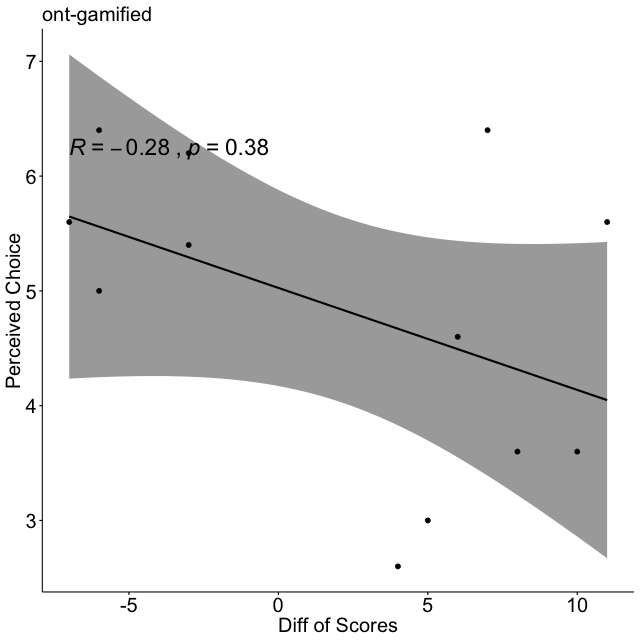 ont-gamified
7
R = −0.28 , p = 0.38
6
5
4
3
Perceived Choice
-5 0 5 10
Diff of Scores